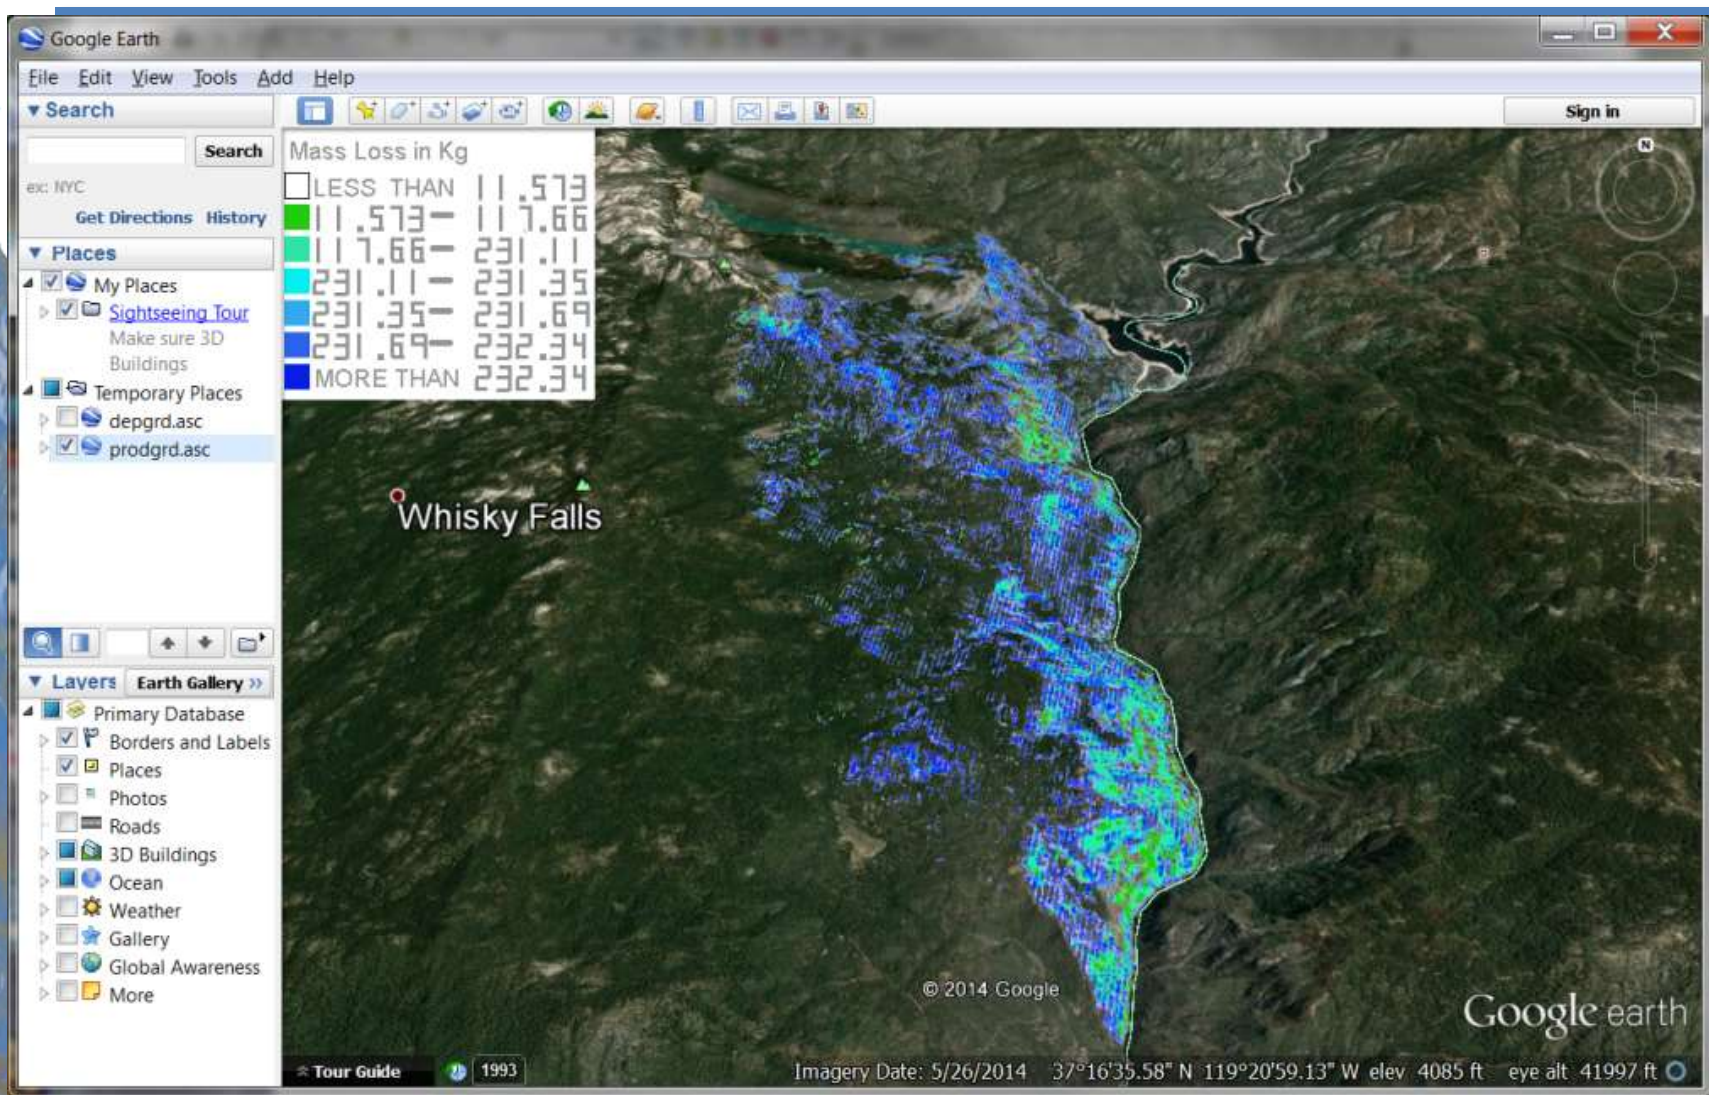 Google Earth
File Edit View Tools Add Help
Search
Sign in
Search
ex: NYC
Get Directions History
Places
My Places
Sightseeing Tour
Make sure 3D
Buildings
Temporary Places
depgrd.asc
prodgrd.asc
Layers Earth Gallery >>
Primary Database
Borders and Labels
Places
Photos
Roads
3D Buildings
Ocean
Weather
Gallery
Global Awareness
More
Mass Loss in Kg
LESS THAN 11.573
11.573– 117.66
117.66– 231.11
231.11– 231.35
231.35– 231.69
231.69– 232.34
MORE THAN 232.34
N
Whisky Falls
© 2014 Google
Google earth
Tour Guide 1993
Imagery Date: 5/26/2014 37°16'35.58" N 119°20'59.13" W elev 4085 ft eye alt 41997 ft